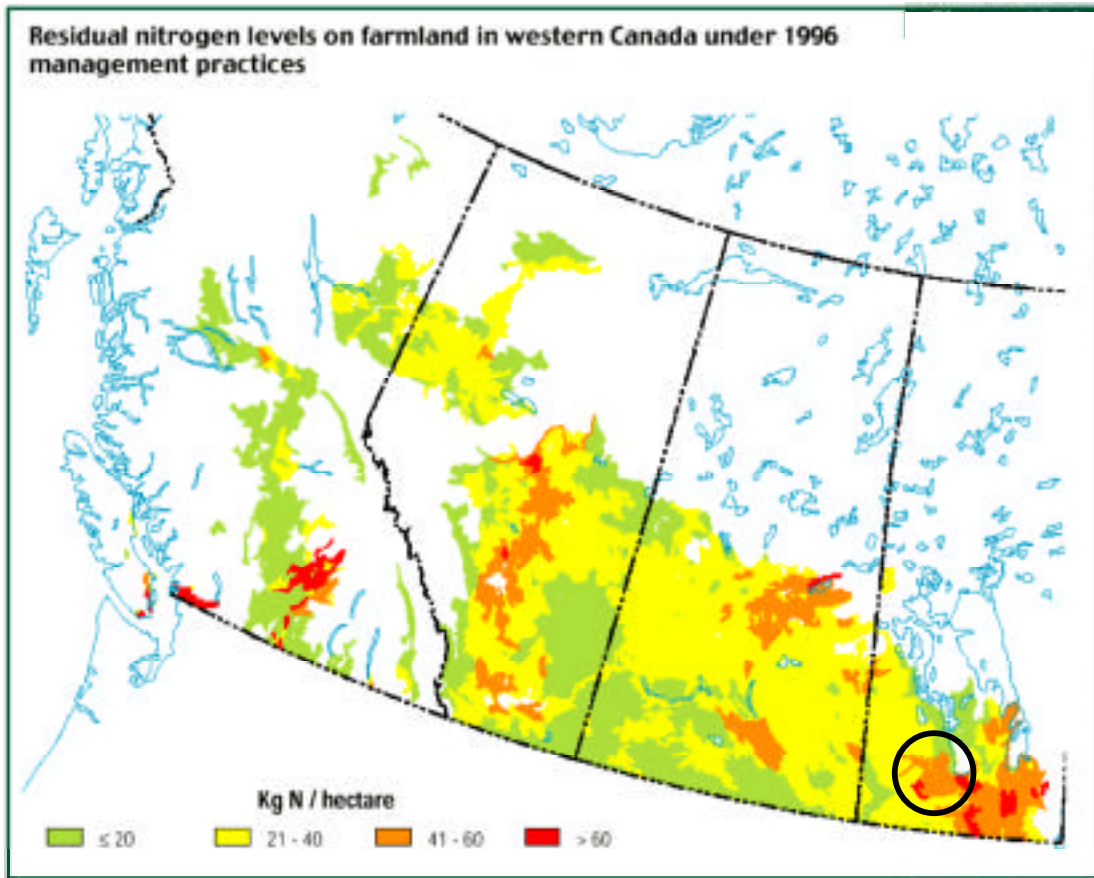 Residual nitrogen levels on farmland in western Canada under 1996
management practices
Kg N / hectare
≤ 20 21 - 40 41 - 60 > 60